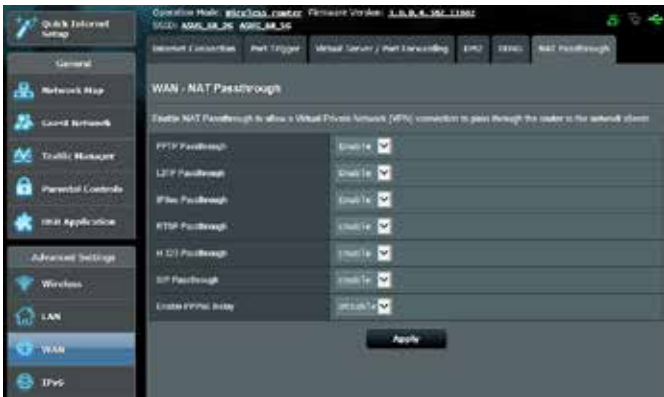 Quick Internet
Setup
Operation Mode: Wireless router Firmware Version:
SSID:
Internet Connection Port Trigger Virtual Server / Port Forwarding DMZ DDNS NAT Passthrough
General
Network Map
Guest Network
Traffic Manager
Parental Controls
USB Application
Advanced Settings
Wireless
LAN
WAN
IPv6
WAN - NAT Passthrough
Enable NAT Passthrough to allow a Virtual Private Network (VPN) connection to pass through the router to the network clients.
PPTP Passthrough Enable
L2TP Passthrough Enable
IPSec Passthrough Enable
RTSP Passthrough Enable
H.323 Passthrough Enable
SIP Passthrough Enable
Enable PPPoE Relay Disable
Apply